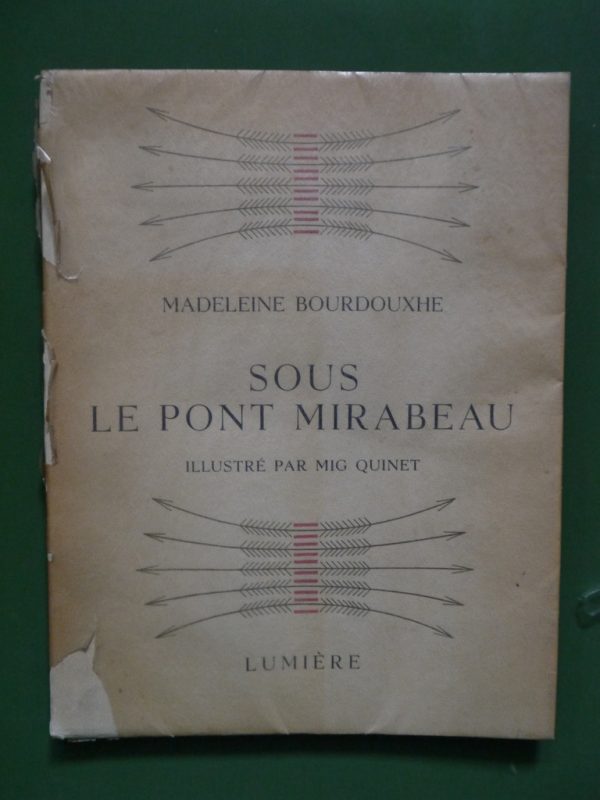 MADELEINE BOURDOUXHE
SOUS
LE PONT MIRABEAU
ILLUSTRÉ PAR MIG QUINET
LUMIÈRE